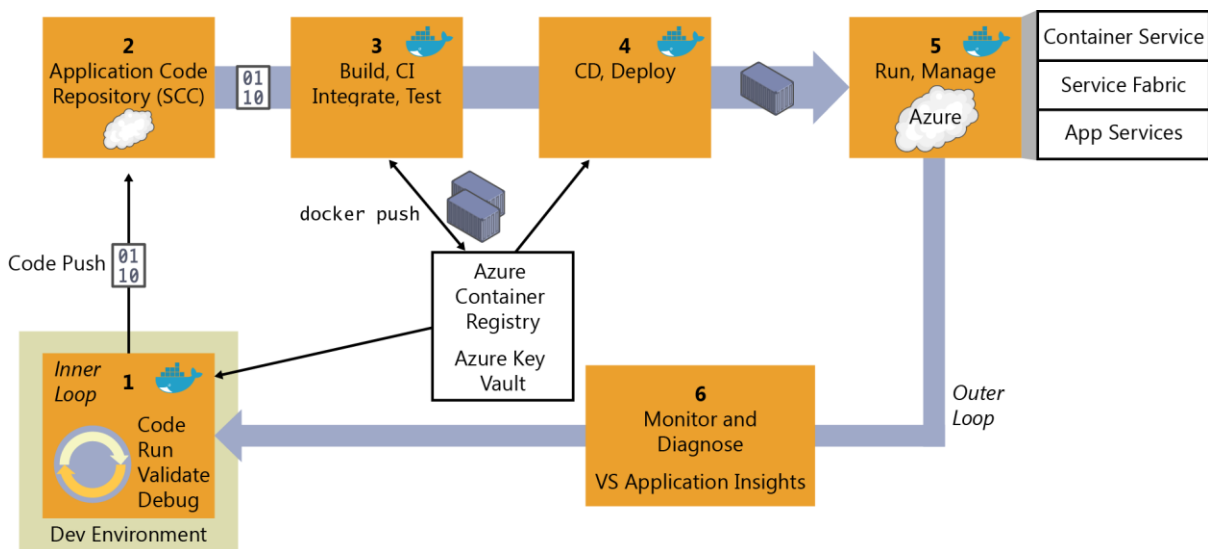 2
Application Code
Repository (SCC)
01
10
3
Build, CI
Integrate, Test
4
CD, Deploy
5
Run, Manage
Azure
Container Service
Service Fabric
App Services
docker push
Code Push
01
10
Azure
Container
Registry
Azure Key
Vault
Inner
Loop
1
Code
Run
Validate
Debug
Dev Environment
6
Monitor and
Diagnose
VS Application Insights
Outer
Loop